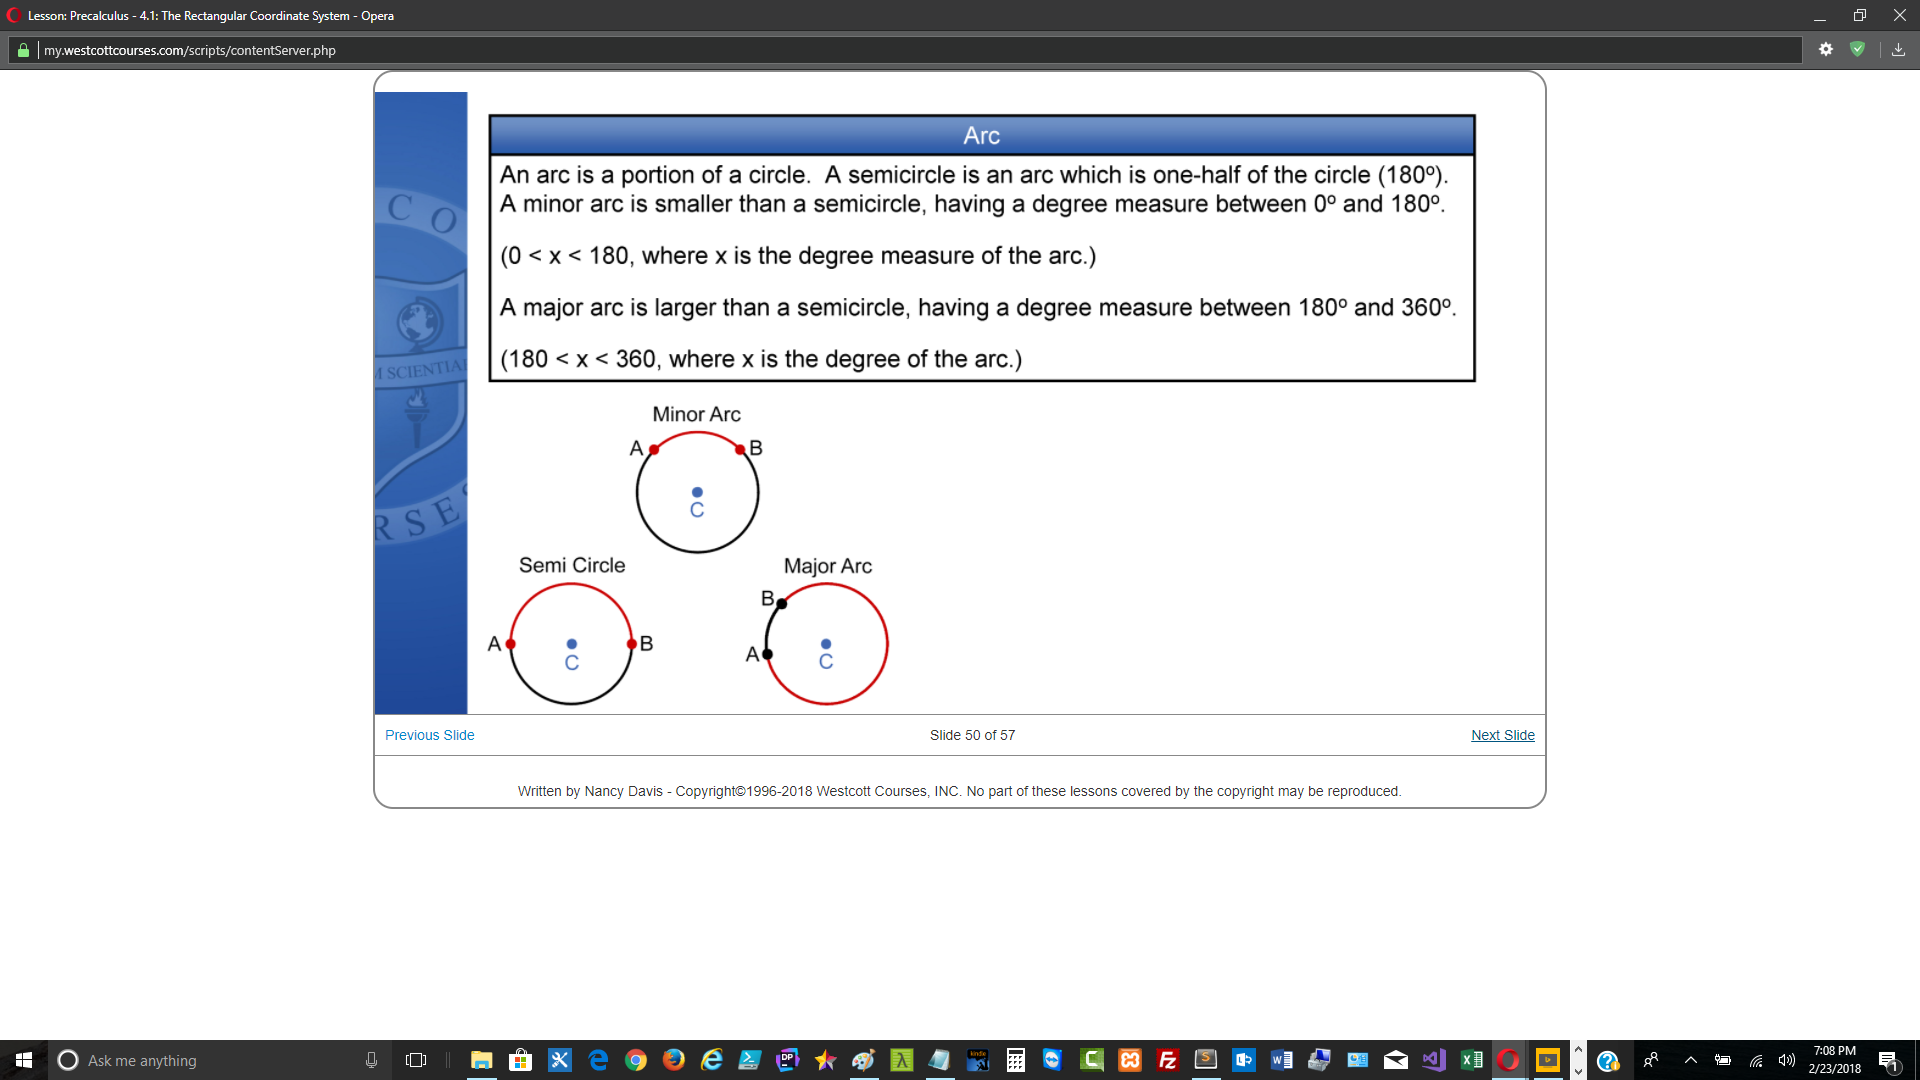 Lesson: Precalculus - 4.1: The Rectangular Coordinate System - Opera
my.westcottcourses.com/scripts/contentServer.php
Arc
An arc is a portion of a circle.  A semicircle is an arc which is one-half of the circle (180º).
A minor arc is smaller than a semicircle, having a degree measure between 0º and 180º.
(0 < x < 180, where x is the degree measure of the arc.)
A major arc is larger than a semicircle, having a degree measure between 180º and 360º.
(180 < x < 360, where x is the degree of the arc.)
C O
M SCIENTIA
R S E S
Minor Arc
A B
C
Semi Circle
A B
C
Major Arc
B
A
C
Previous Slide
Slide 50 of 57
Next Slide
Written by Nancy Davis - Copyright©1996-2018 Westcott Courses, INC. No part of these lessons covered by the copyright may be reproduced.
Ask me anything
7:08 PM
2/23/2018
1